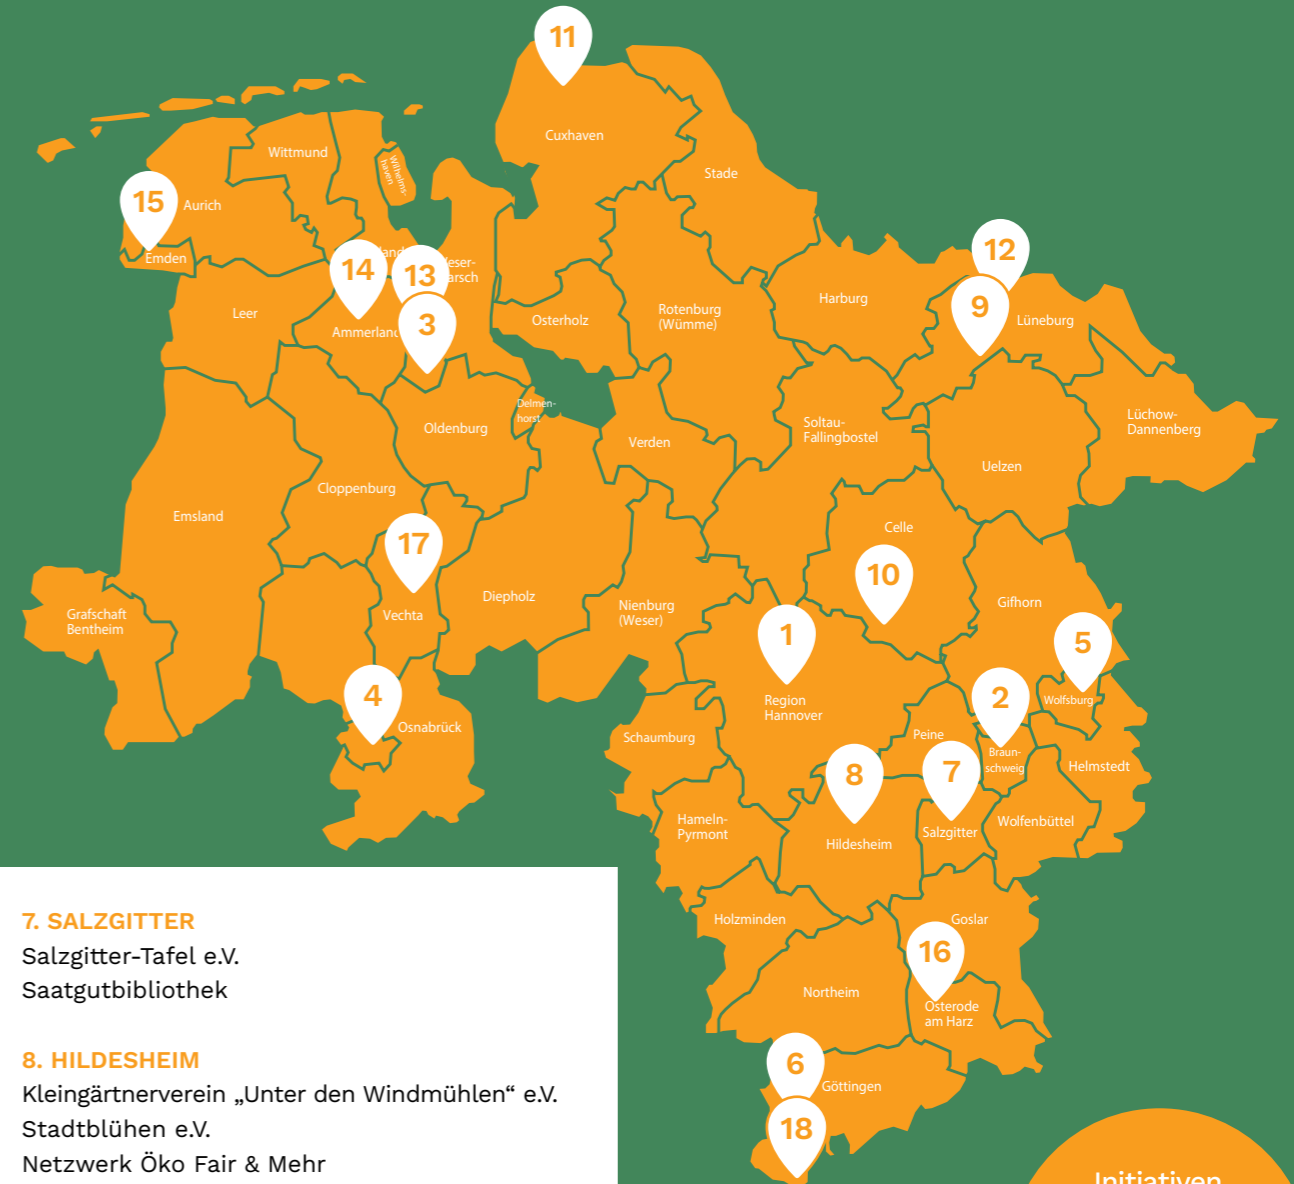 11
Cuxhaven
Stade
Wittmund
Wilhelms-
haven
15
Aurich
Emden
14
13
3
land
eser-
arsch
Leer
Ammerland
Osterholz
Rotenburg
(Wümme)
Harburg
12
9
Lüneburg
Lüchow-
Dannenberg
Delmen-
horst
Oldenburg
Verden
Soltau-
Fallingbostel
Uelzen
Cloppenburg
Emsland
17
Celle
10
Grafschaft
Bentheim
Vechta
Diepholz
Nienburg
(Weser)
Gifhorn
1
5
Region
Hannover
2
Wolfsburg
4
Osnabrück
Schaumburg
Peine
Braun-
schweig
Helmstedt
8
7
Hameln-
Pyrmont
Hildesheim
Salzgitter
Wolfenbüttel
Holzminden
Goslar
16
Northeim
Osterode
am Harz
6
Göttingen
18
7. SALZGITTER
Salzgitter-Tafel e.V.
Saatgutbibliothek
8. HILDESHEIM
Kleingärtnerverein „Unter den Windmühlen“ e.V.
Stadtblühen e.V.
Netzwerk Öko Fair & Mehr
Initiativen